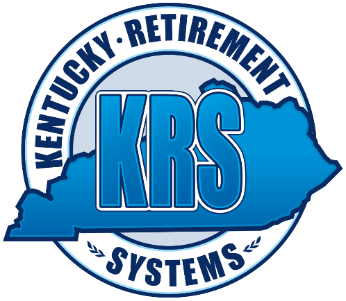 KENTUCKY · RETIREMENT
KRS
SYSTEMS